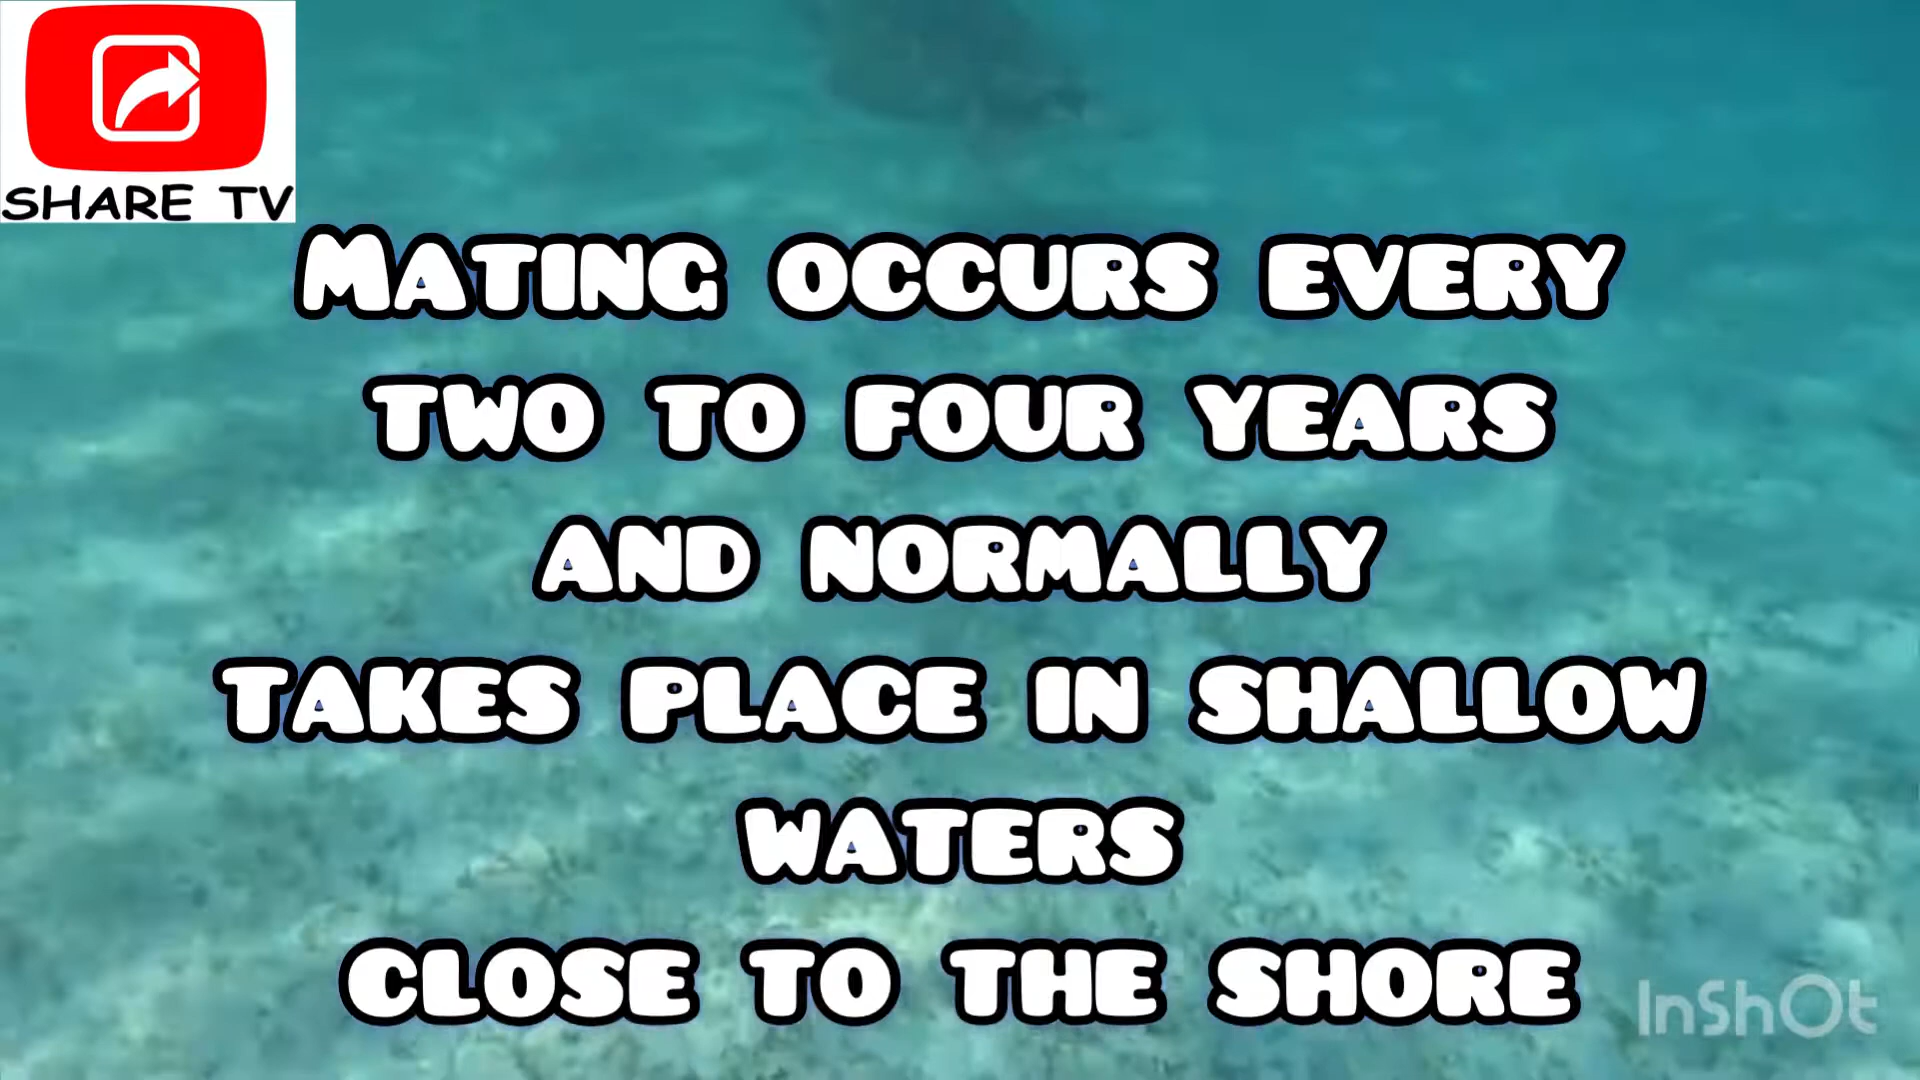 SHARE TV
Mating occurs every
two to four years
and normally
takes place in shallow
waters
close to the shore
InShOt